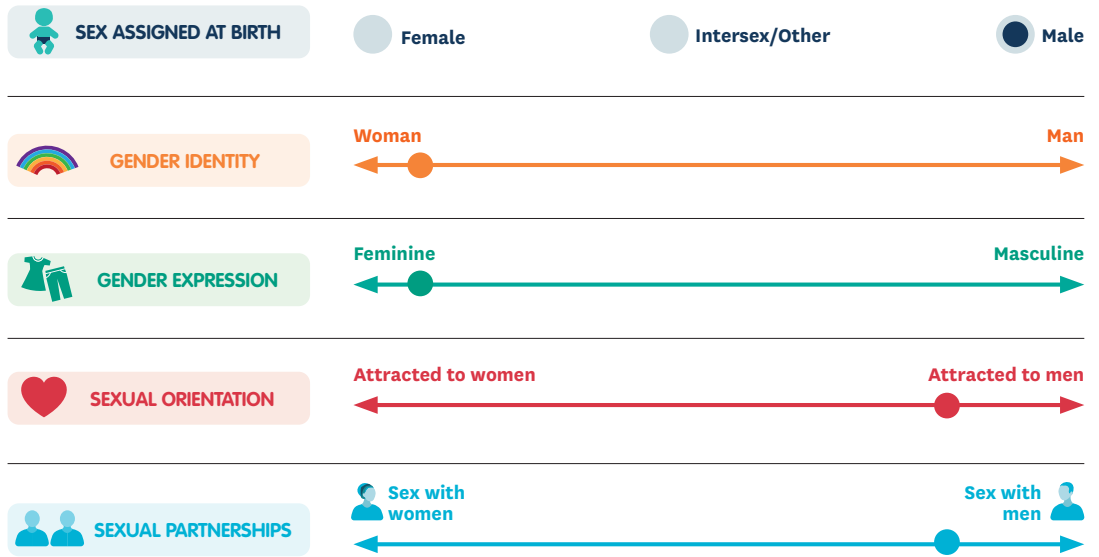 SEX ASSIGNED AT BIRTH
Female
Intersex/Other
Male
GENDER IDENTITY
Woman
Man
GENDER EXPRESSION
Feminine
Masculine
SEXUAL ORIENTATION
Attracted to women
Attracted to men
SEXUAL PARTNERSHIPS
Sex with
women
Sex with
men